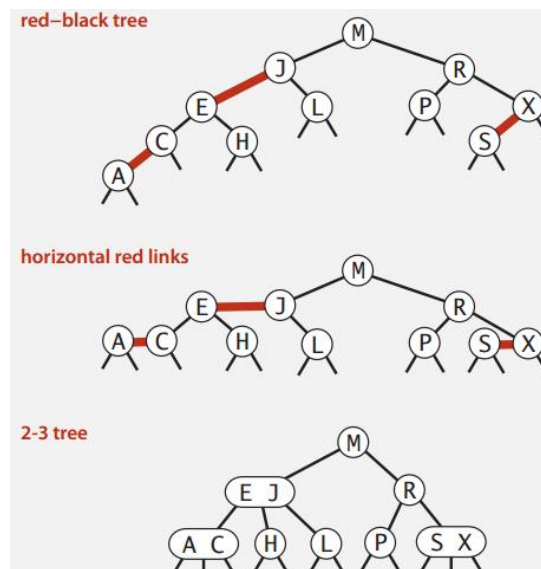 red–black tree
M
J R
E L P X
C H S
A
horizontal red links
M
E J R
A C H L P S X
2-3 tree
M
E J R
A C H L P S X